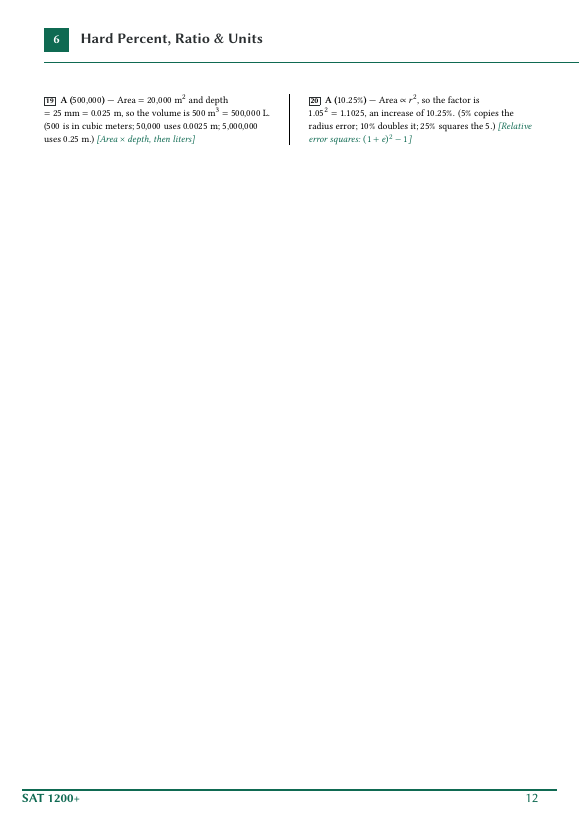 6 Hard Percent, Ratio & Units
19 A (500,000) — Area = 20,000 m² and depth
= 25 mm = 0.025 m, so the volume is 500 m³ = 500,000 L.
(500 is in cubic meters; 50,000 uses 0.0025 m; 5,000,000
uses 0.25 m.) [Area × depth, then liters]
20 A (10.25%) — Area ∝ r², so the factor is
1.05² = 1.1025, an increase of 10.25%. (5% copies the
radius error; 10% doubles it; 25% squares the 5.) [Relative
error squares: (1 + e)² − 1]
SAT 1200+ 12